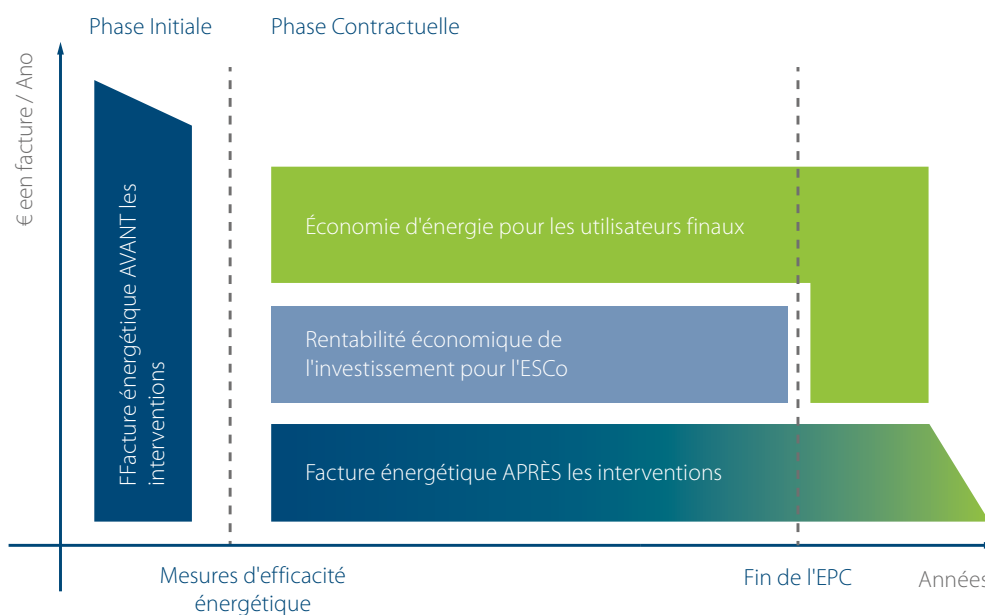 Phase Initiale
Phase Contractuelle
€ een facture / Ano
FFacture énergétique AVANT les
interventions
Économie d'énergie pour les utilisateurs finaux
Rentabilité économique de
l'investissement pour l'ESCo
Facture énergétique APRÈS les interventions
Mesures d'efficacité
énergétique
Fin de l'EPC
Années